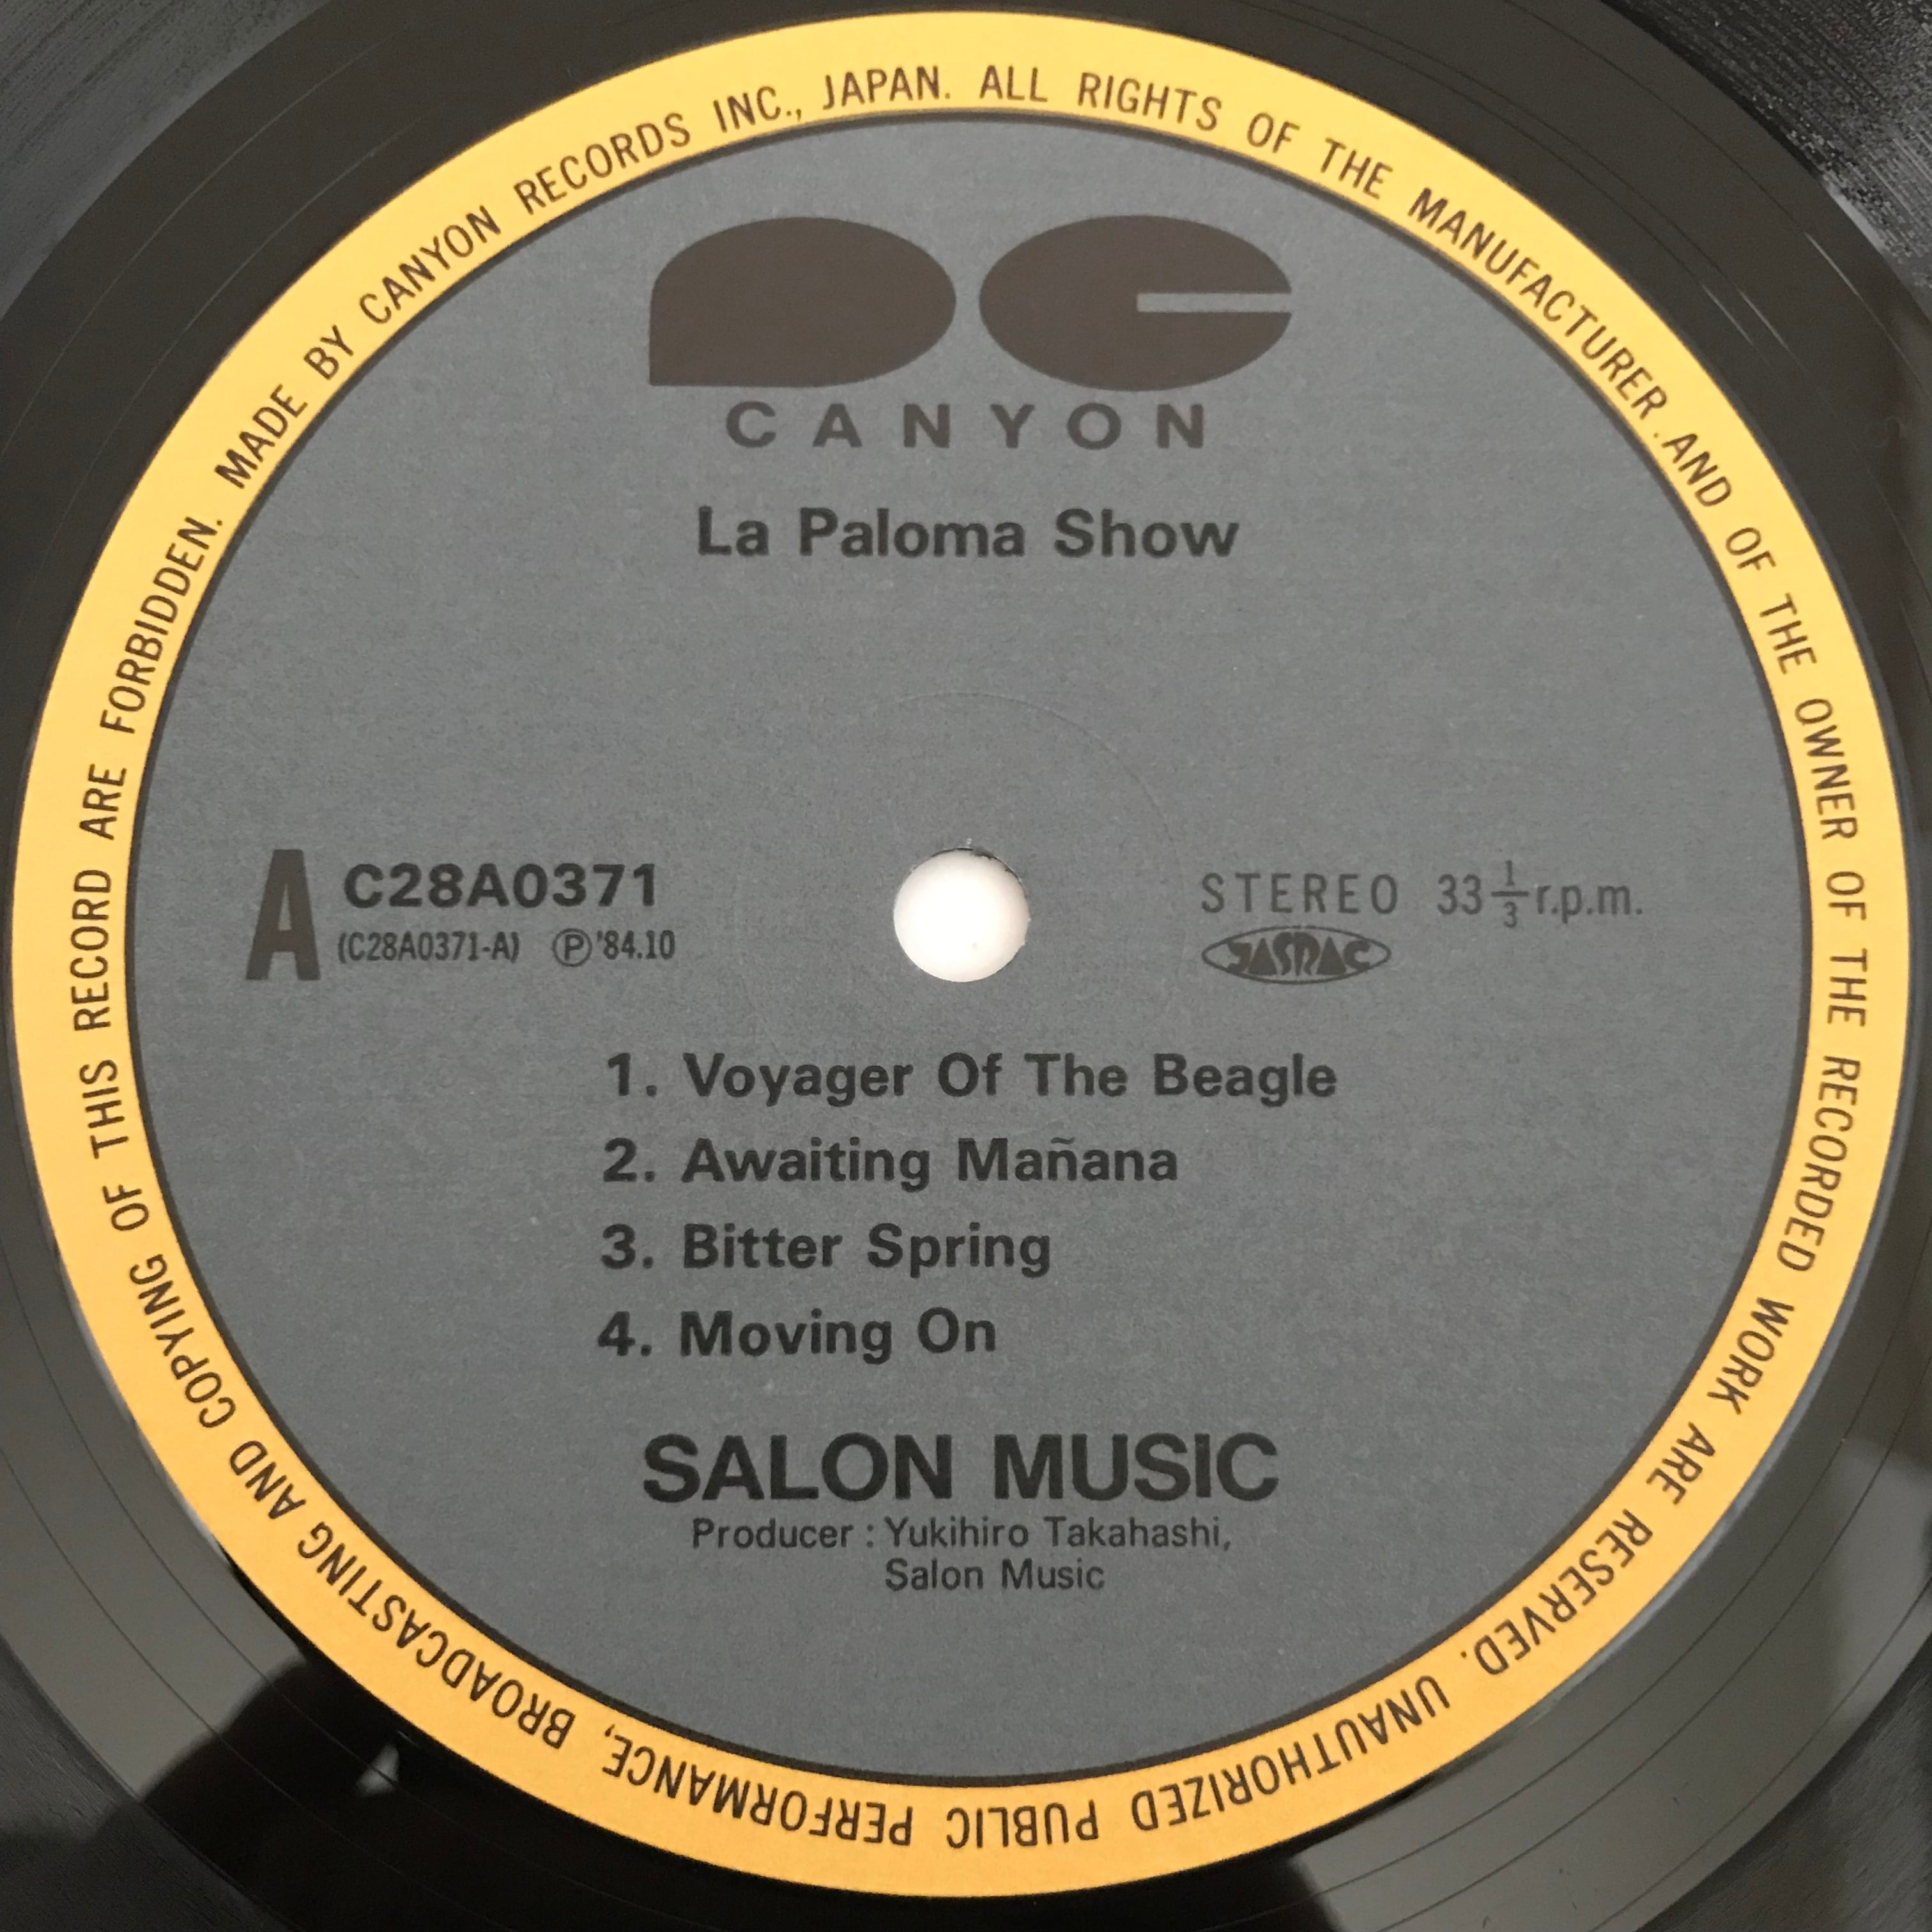 MADE BY CANYON RECORDS INC., JAPAN. ALL RIGHTS OF THE MANUFACTURER AND OF THE OWNER OF THE RECORDED WORK ARE RESERVED. UNAUTHORIZED PUBLIC PERFORMANCE, BROADCASTING AND COPYING OF THIS RECORD ARE FORBIDDEN.
PC
CANYON
La Paloma Show
A C28A0371
(C28A0371-A) Ⓟ'84.10
STEREO 33 1/3 r.p.m.
JASRAC
1. Voyager Of The Beagle
2. Awaiting Mañana
3. Bitter Spring
4. Moving On
SALON MUSIC
Producer : Yukihiro Takahashi,
Salon Music